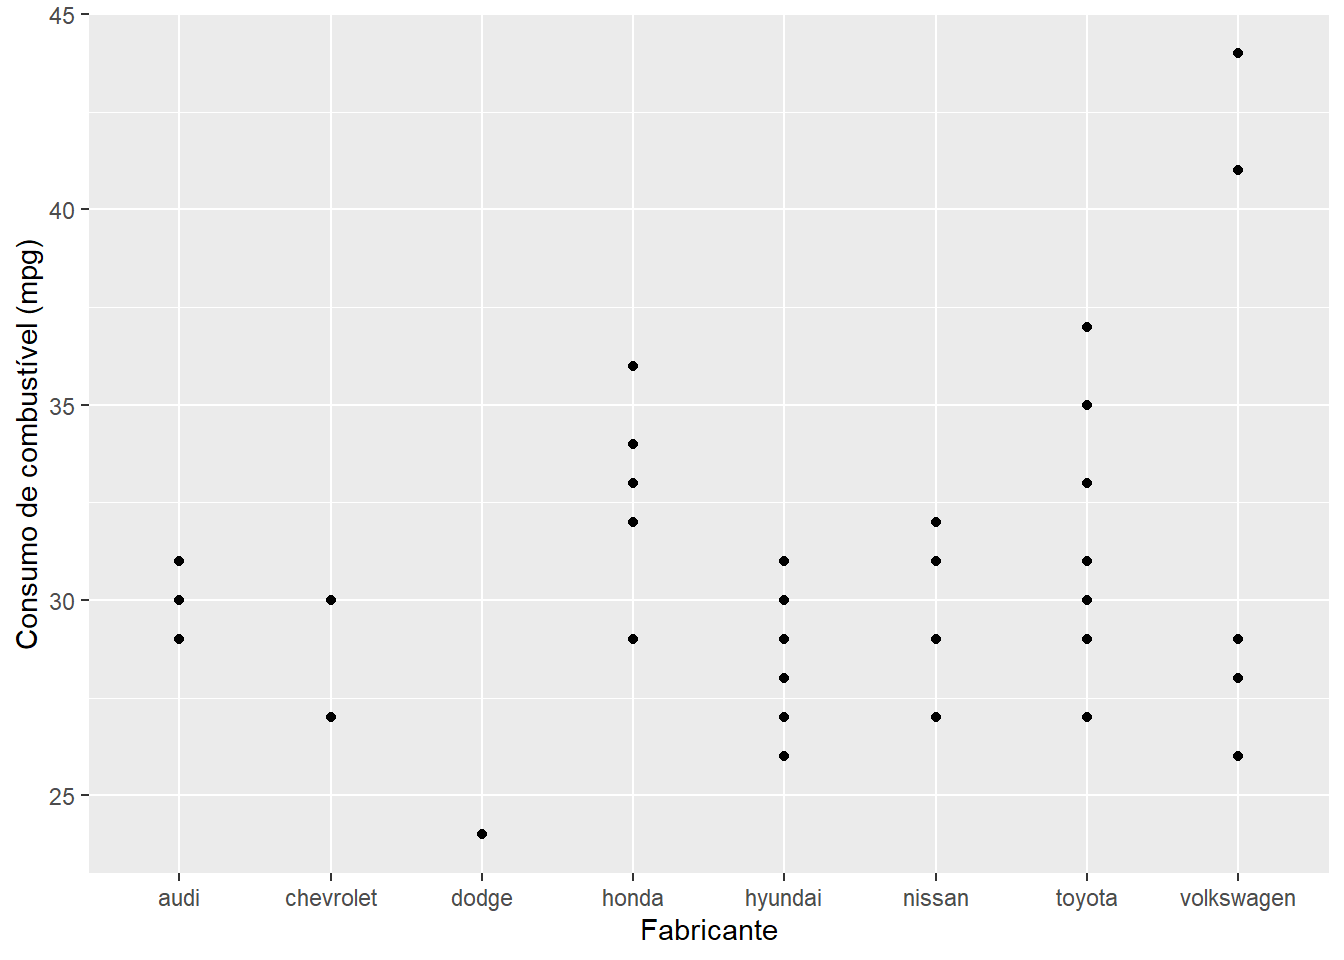 45
40
35
30
25
Consumo de combustível (mpg)
audi chevrolet dodge honda hyundai nissan toyota volkswagen
Fabricante